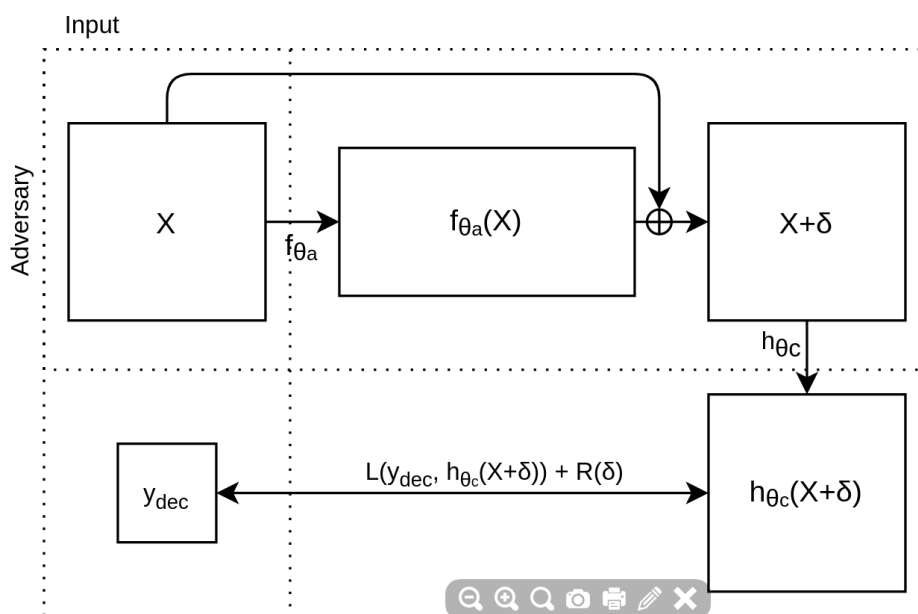 Input
Adversary
X
f_θa
f_θa(X)
X+δ
h_θc
y_dec
L(y_dec, h_θc(X+δ)) + R(δ)
h_θc(X+δ)